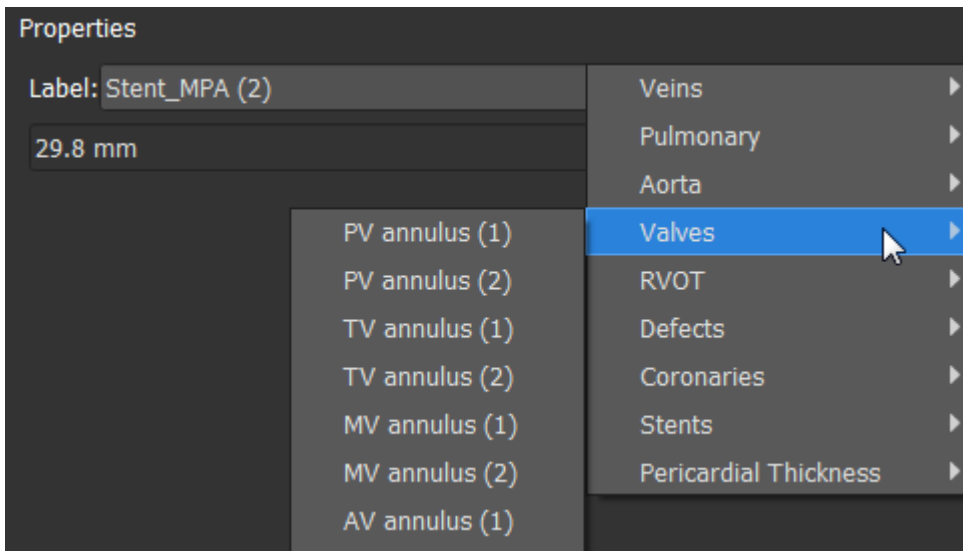 Properties
Label: Stent_MPA (2)
29.8 mm
Veins
Pulmonary
Aorta
Valves
RVOT
Defects
Coronaries
Stents
Pericardial Thickness
PV annulus (1)
PV annulus (2)
TV annulus (1)
TV annulus (2)
MV annulus (1)
MV annulus (2)
AV annulus (1)